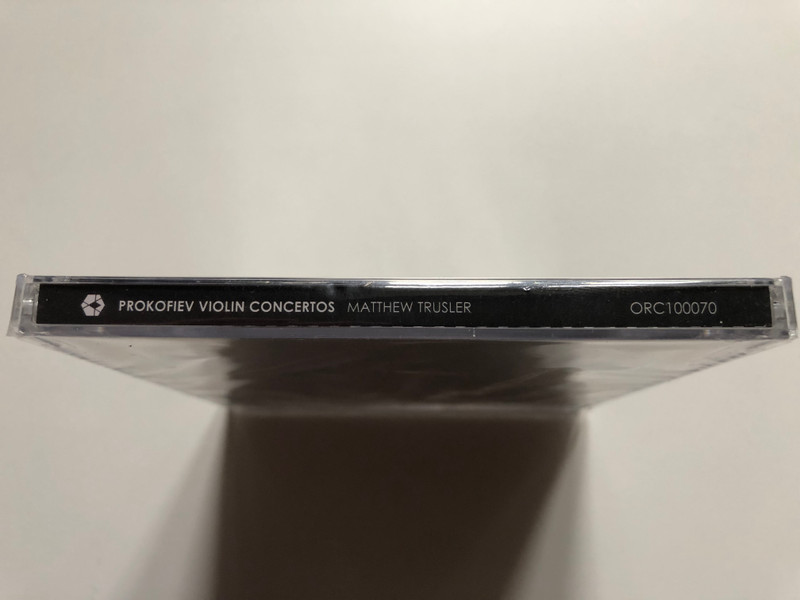 PROKOFIEV VIOLIN CONCERTOS MATTHEW TRUSLER ORC100070